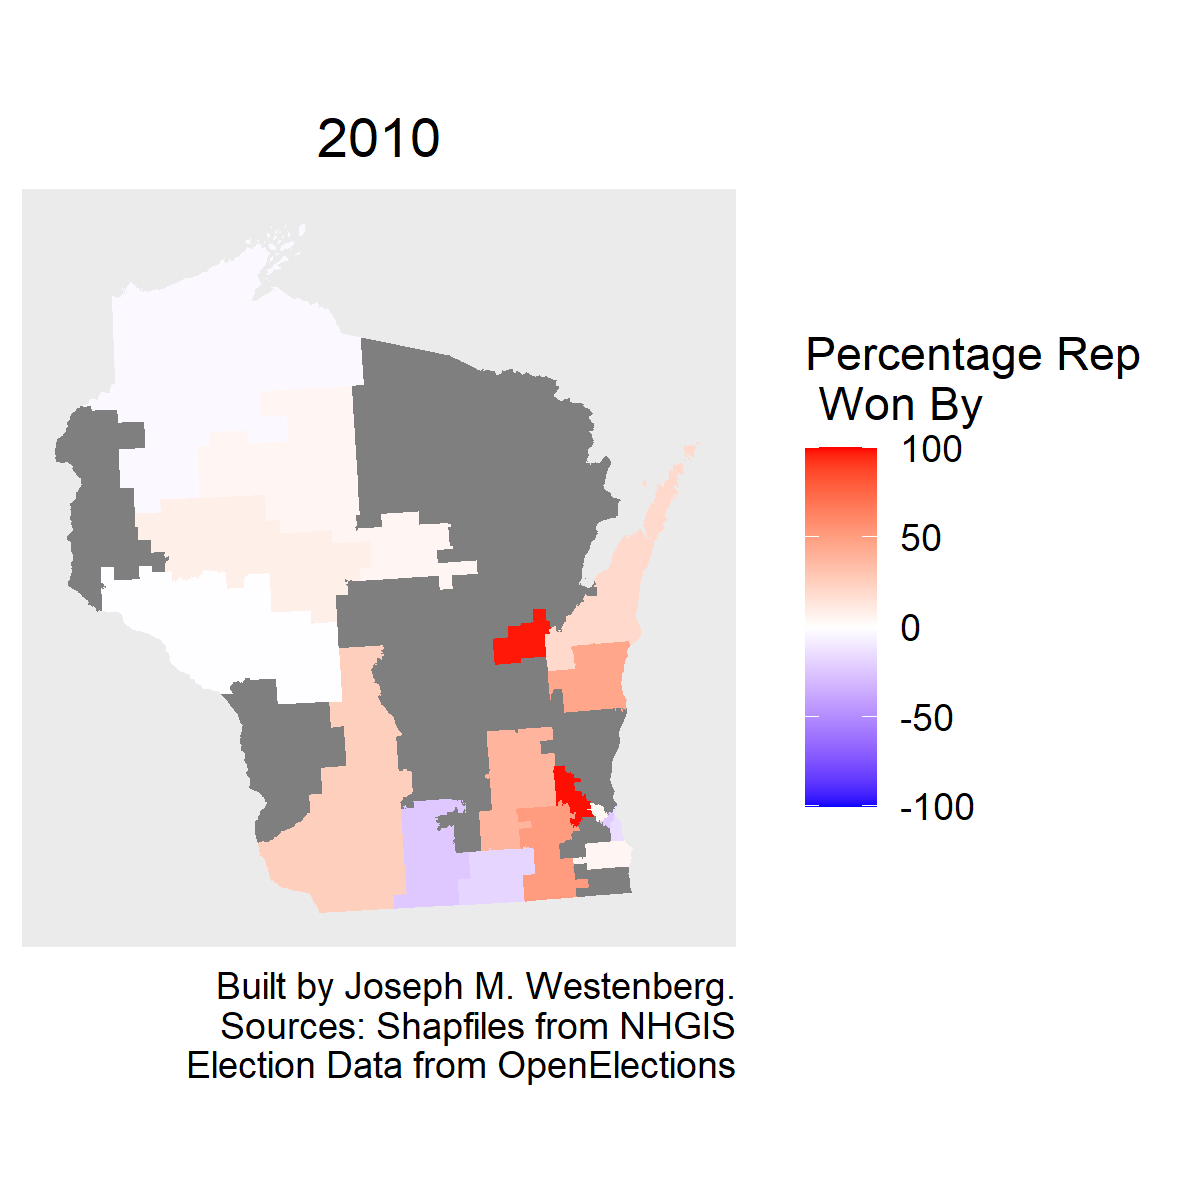 2010
Percentage Rep
Won By
100
50
0
-50
-100
Built by Joseph M. Westenberg.
Sources: Shapfiles from NHGIS
Election Data from OpenElections